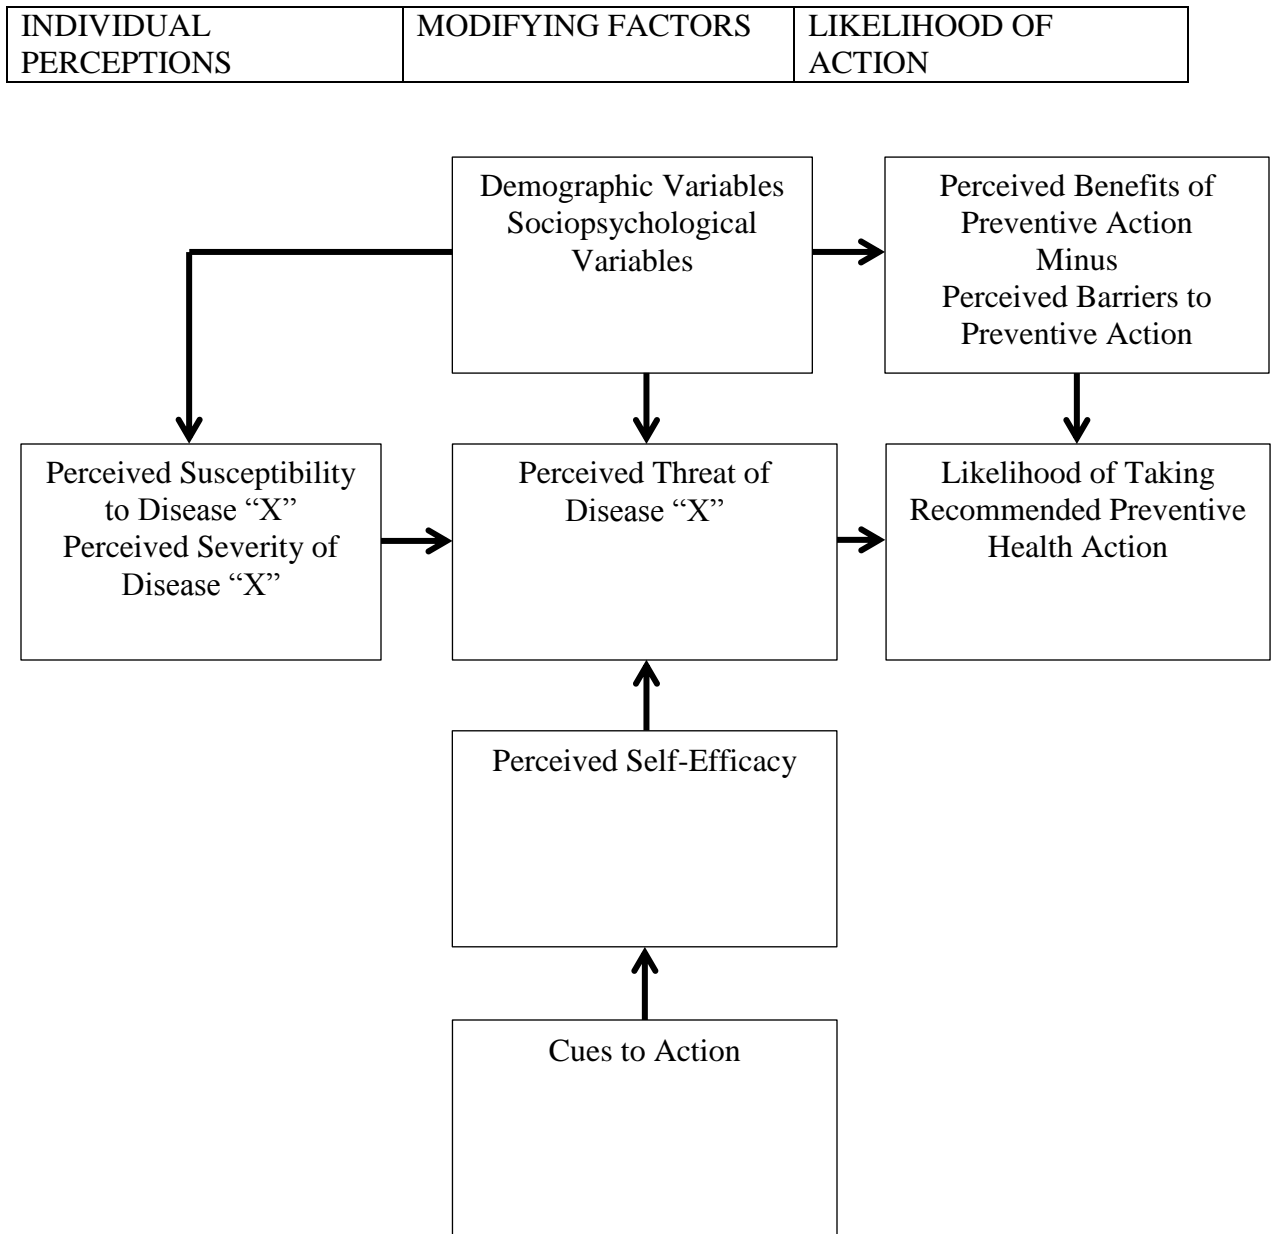 INDIVIDUAL
PERCEPTIONS
MODIFYING FACTORS
LIKELIHOOD OF
ACTION
Demographic Variables
Sociopsychological
Variables
Perceived Benefits of
Preventive Action
Minus
Perceived Barriers to
Preventive Action
Perceived Susceptibility
to Disease “X”
Perceived Severity of
Disease “X”
Perceived Threat of
Disease “X”
Likelihood of Taking
Recommended Preventive
Health Action
Perceived Self-Efficacy
Cues to Action